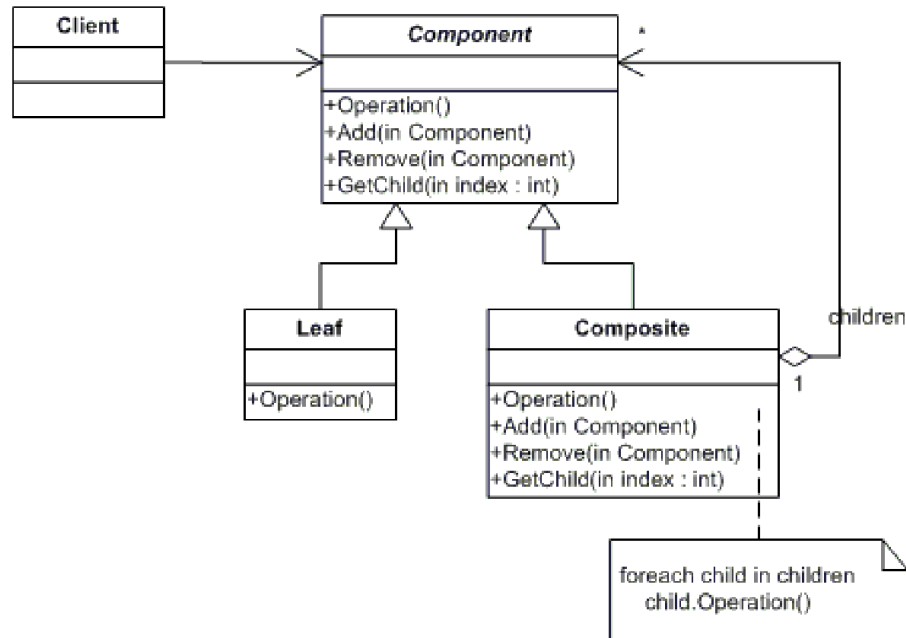 Client
Component
*
+Operation()
+Add(in Component)
+Remove(in Component)
+GetChild(in index : int)
Leaf
+Operation()
Composite
children
1
+Operation()
+Add(in Component)
+Remove(in Component)
+GetChild(in index : int)
foreach child in children
child.Operation()